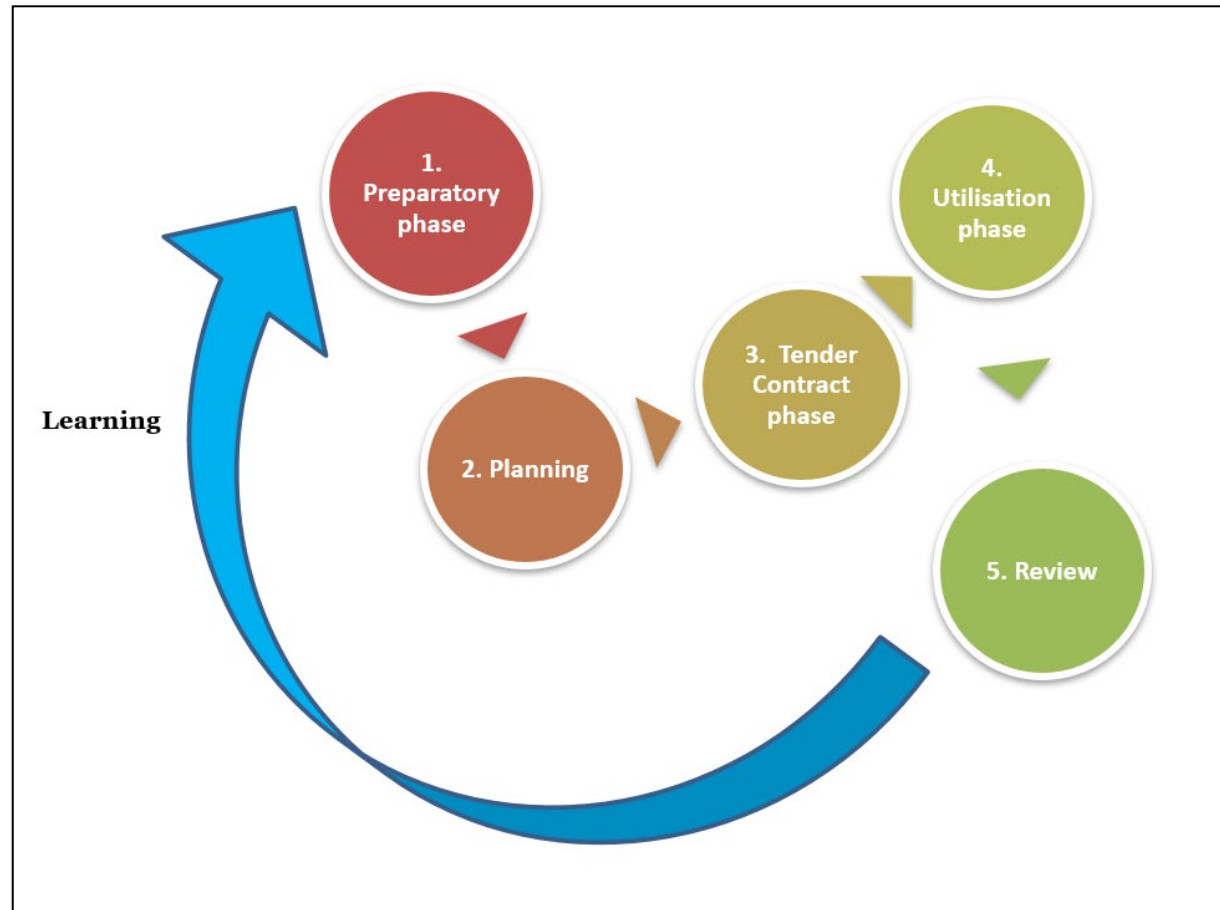 1.
Preparatory
phase
2. Planning
3. Tender
Contract
phase
4.
Utilisation
phase
5. Review
Learning